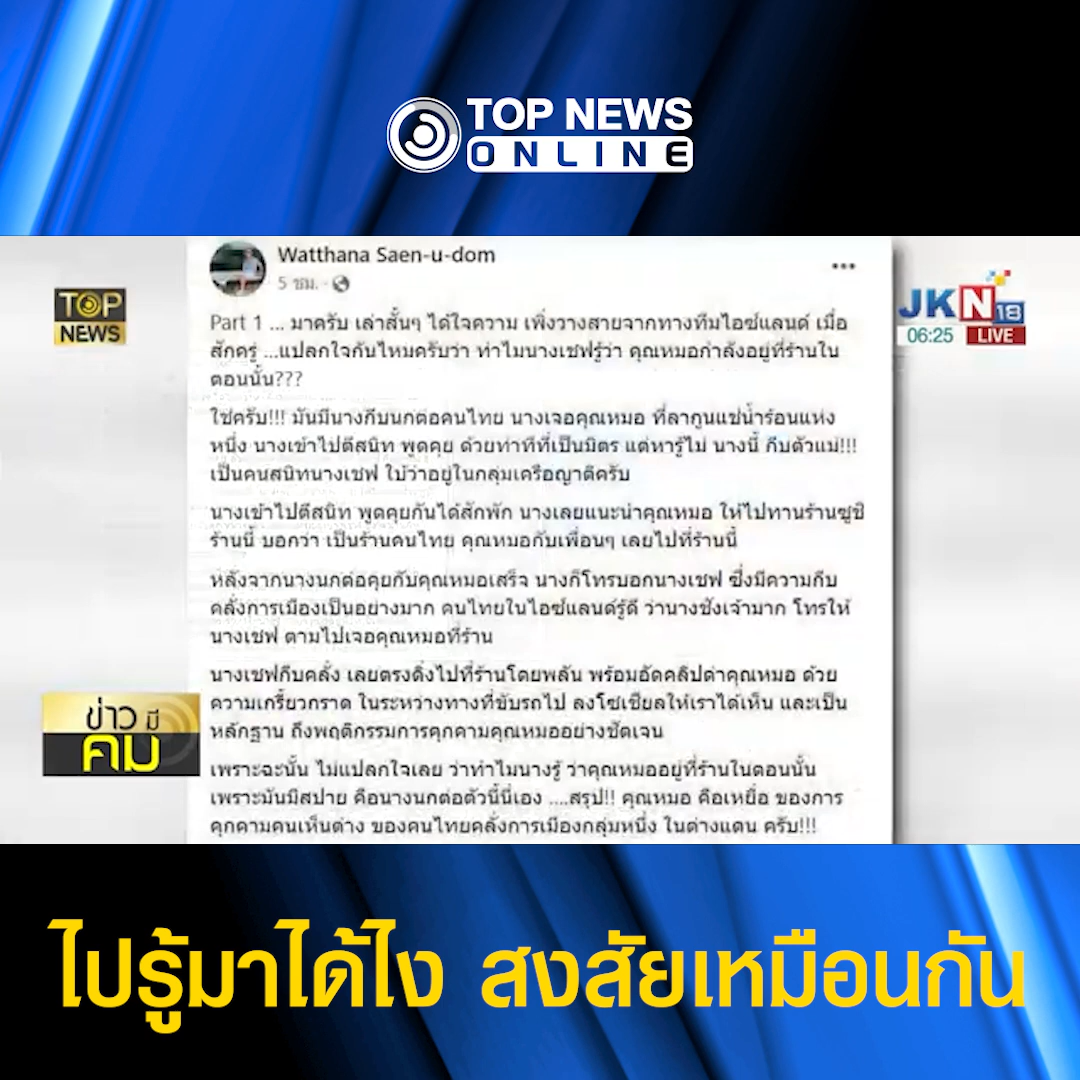 TOP NEWS
ONLINE
TOP
NEWS
JKN18
06:25 LIVE
Watthana Saen-u-dom
5 ชม.
Part 1 ... มาครับ เล่าสั้นๆ ได้ใจความ เพิ่งวางสายจากทางทีมไอซ์แลนด์ เมื่อ
สักครู่ ...แปลกใจกันไหมครับว่า ทำไมนางเชฟรู้ว่า คุณหมอกำลังอยู่ที่ร้านใน
ตอนนั้น???
ใช่ครับ!!! มันมีนางกีบนกต่อคนไทย นางเจอคุณหมอ ที่ลากูนแช่น้ำร้อนแห่ง
หนึ่ง นางเข้าไปตีสนิท พูดคุย ด้วยท่าทีที่เป็นมิตร แต่หารู้ไม่ นางนี้ กีบตัวแม่!!!
เป็นคนสนิทนางเชฟ ใบ้ว่าอยู่ในกลุ่มเครือญาติครับ
นางเข้าไปตีสนิท พูดคุยกันได้สักพัก นางเลยแนะนำคุณหมอ ให้ไปทานร้านซูชิ
ร้านนี้ บอกว่า เป็นร้านคนไทย คุณหมอกับเพื่อนๆ เลยไปที่ร้านนี้
หลังจากนางนกต่อคุยกับคุณหมอเสร็จ นางก็โทรบอกนางเชฟ ซึ่งมีความกีบ
คลั่งการเมืองเป็นอย่างมาก คนไทยในไอซ์แลนด์รู้ดี ว่านางชังเจ้ามาก โทรให้
นางเชฟ ตามไปเจอคุณหมอที่ร้าน
นางเชฟกีบคลั่ง เลยตรงดิ่งไปที่ร้านโดยพลัน พร้อมอัดคลิปด่าคุณหมอ ด้วย
ความเกรี้ยวกราด ในระหว่างทางที่ขับรถไป ลงโซเชียลให้เราได้เห็น และเป็น
หลักฐาน ถึงพฤติกรรมการคุกคามคุณหมออย่างชัดเจน
เพราะฉะนั้น ไม่แปลกใจเลย ว่าทำไมนางรู้ ว่าคุณหมออยู่ที่ร้านในตอนนั้น
เพราะมันมีสปาย คือนางนกต่อตัวนี้นี่เอง ....สรุป!! คุณหมอ คือเหยื่อ ของการ
คุกคามคนเห็นต่าง ของคนไทยคลั่งการเมืองกลุ่มหนึ่ง ในต่างแดน ครับ!!!
ข่าวมี
คม
ไปรู้มาได้ไง สงสัยเหมือนกัน